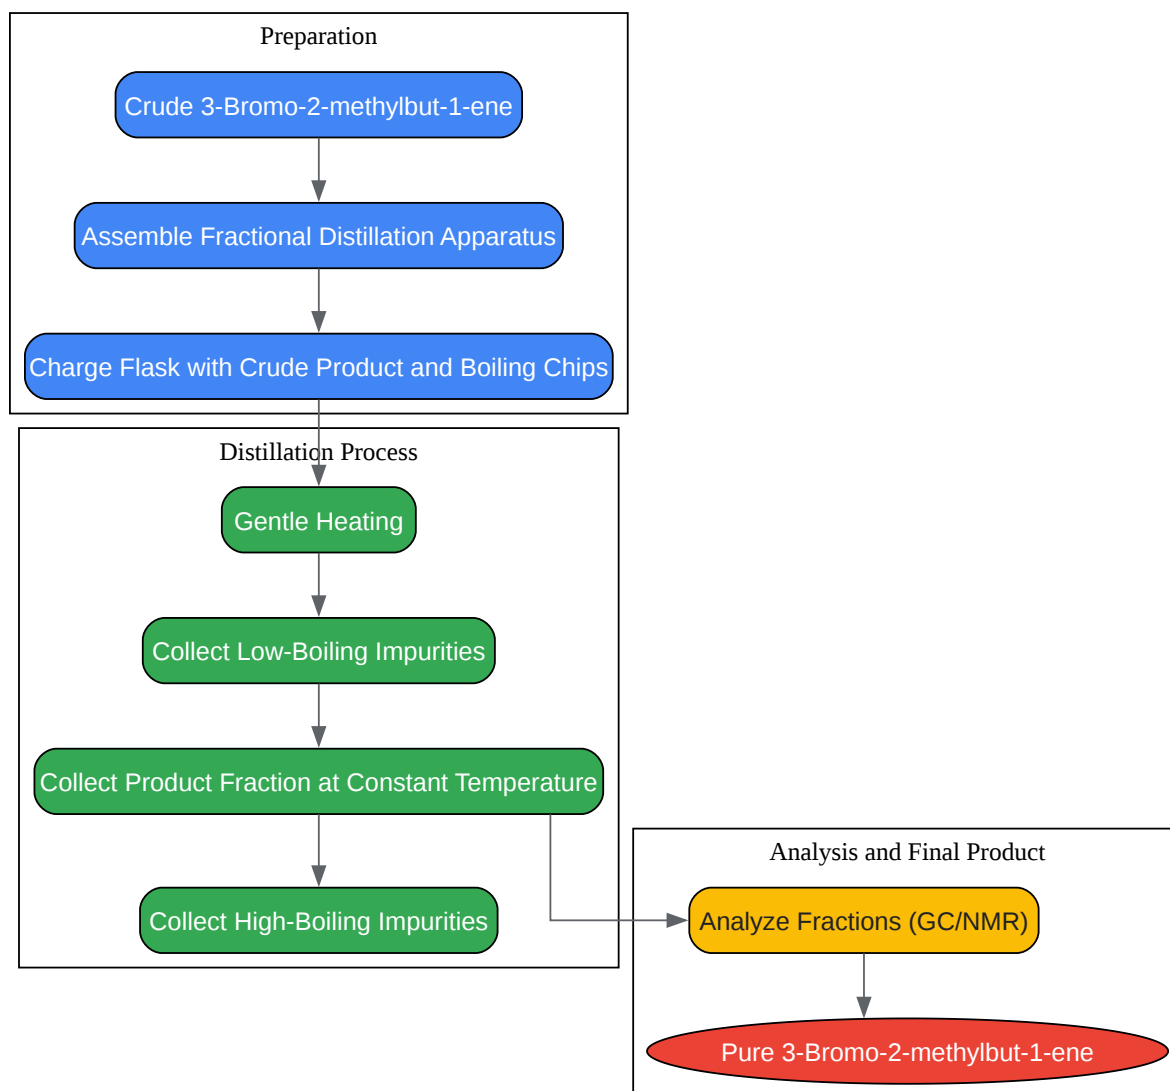 Preparation
Crude 3-Bromo-2-methylbut-1-ene
Assemble Fractional Distillation Apparatus
Charge Flask with Crude Product and Boiling Chips
Distillation Process
Gentle Heating
Collect Low-Boiling Impurities
Collect Product Fraction at Constant Temperature
Collect High-Boiling Impurities
Analysis and Final Product
Analyze Fractions (GC/NMR)
Pure 3-Bromo-2-methylbut-1-ene